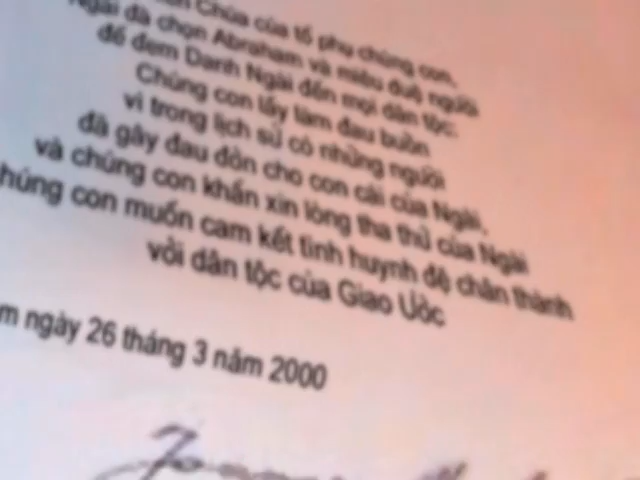 Chúa của tổ phụ chúng con,
Ngài đã chọn Abraham và miêu duệ người
để đem Danh Ngài đến mọi dân tộc.
Chúng con lấy làm đau buồn
vì trong lịch sử có những người
đã gây đau đớn cho con cái của Ngài,
và chúng con khẩn xin lòng tha thứ của Ngài
húng con muốn cam kết tình huynh đệ chân thành
với dân tộc của Giao Ước
m ngày 26 tháng 3 năm 2000